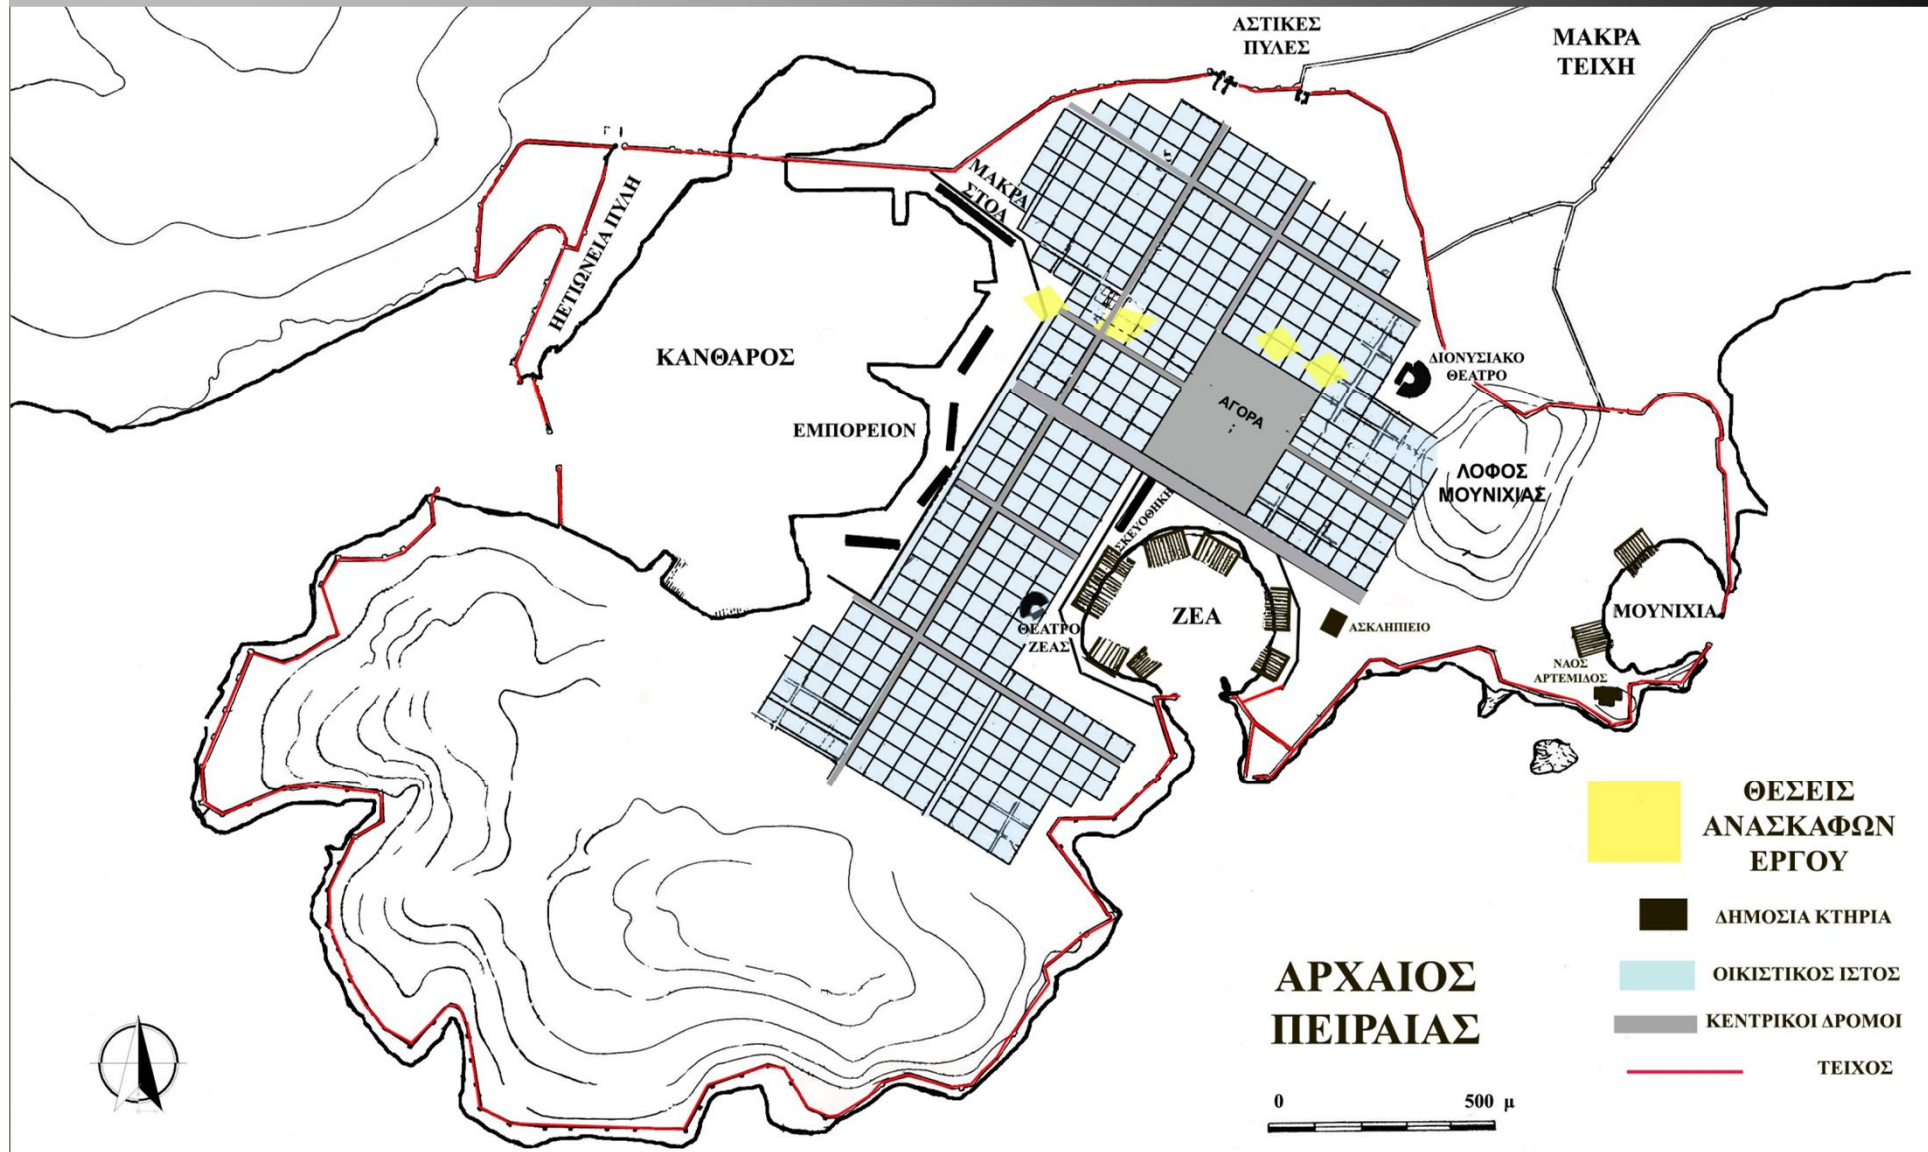 ΑΣΤΙΚΕΣ
ΠΥΛΕΣ
ΜΑΚΡΑ
ΤΕΙΧΗ
ΜΑΚΡΑ
ΣΤΟΑ
ΗΕΤΙΩΝΕΙΑ ΠΥΛΗ
ΚΑΝΘΑΡΟΣ
ΔΙΟΝΥΣΙΑΚΟ
ΘΕΑΤΡΟ
ΑΓΟΡΑ
ΕΜΠΟΡΕΙΟΝ
ΛΟΦΟΣ
ΜΟΥΝΙΧΙΑΣ
ΣΚΕΥΟΘΗΚΗ
ΖΕΑ
ΜΟΥΝΙΧΙΑ
ΘΕΑΤΡΟ
ΖΕΑΣ
ΑΣΚΛΗΠΙΕΙΟ
ΝΑΟΣ
ΑΡΤΕΜΙΔΟΣ
ΘΕΣΕΙΣ
ΑΝΑΣΚΑΦΩΝ
ΕΡΓΟΥ
ΔΗΜΟΣΙΑ ΚΤΗΡΙΑ
ΟΙΚΙΣΤΙΚΟΣ ΙΣΤΟΣ
ΚΕΝΤΡΙΚΟΙ ΔΡΟΜΟΙ
ΤΕΙΧΟΣ
ΑΡΧΑΙΟΣ
ΠΕΙΡΑΙΑΣ
0 500 μ